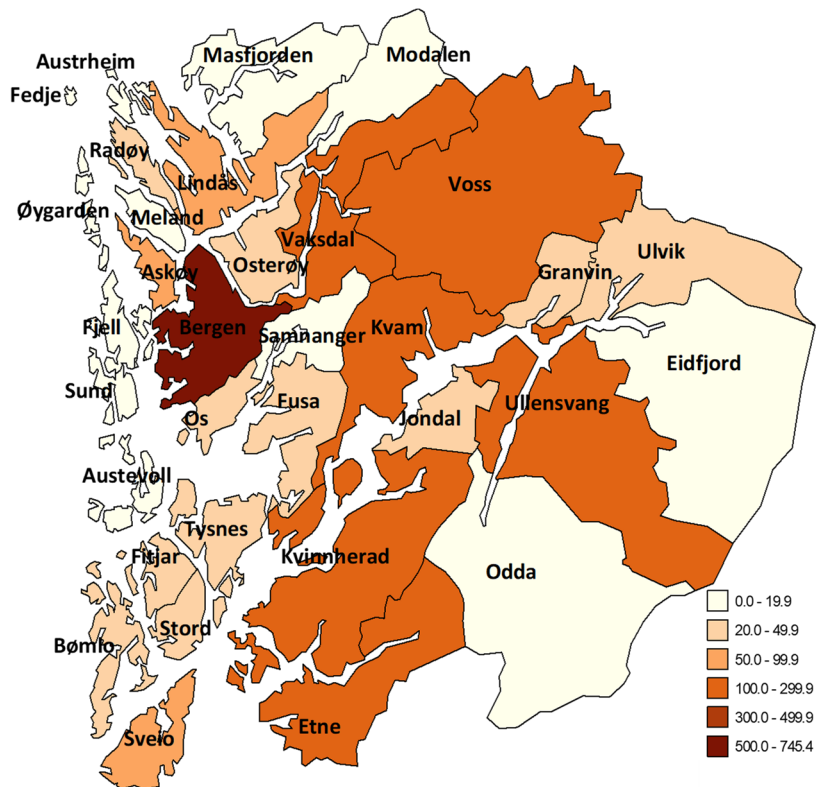 Masfjorden
Modalen
Austrheim
Fedje
Radøy
Lindås
Voss
Øygarden
Meland
Vaksdal
Ulvik
Osterøy
Granvin
Askøy
Fjell
Bergen
Samnanger
Kvam
Eidfjord
Sund
Eusa
Ullensvang
Os
Jondal
Austevoll
Tysnes
Fitjar
Kvinnherad
Odda
Stord
Bømlo
Etne
Sveio
0.0 - 19.9
20.0 - 49.9
50.0 - 99.9
100.0 - 299.9
300.0 - 499.9
500.0 - 745.4